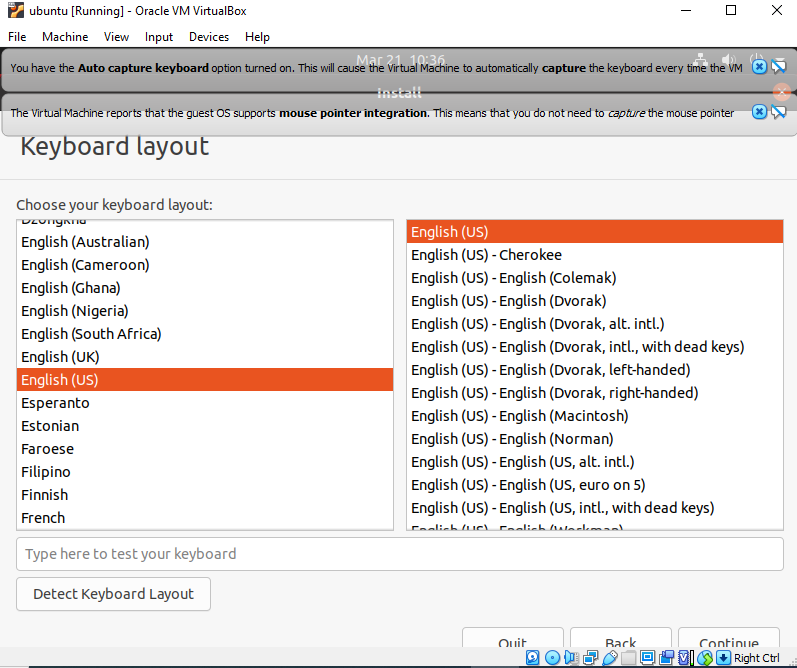 ubuntu [Running] - Oracle VM VirtualBox
File Machine View Input Devices Help
Mar 21 10:36
You have the Auto capture keyboard option turned on. This will cause the Virtual Machine to automatically capture the keyboard every time the VM
Install
The Virtual Machine reports that the guest OS supports mouse pointer integration. This means that you do not need to capture the mouse pointer
Keyboard layout
Choose your keyboard layout:
Dzongkha
English (Australian)
English (Cameroon)
English (Ghana)
English (Nigeria)
English (South Africa)
English (UK)
English (US)
Esperanto
Estonian
Faroese
Filipino
Finnish
French
English (US)
English (US) - Cherokee
English (US) - English (Colemak)
English (US) - English (Dvorak)
English (US) - English (Dvorak, alt. intl.)
English (US) - English (Dvorak, intl., with dead keys)
English (US) - English (Dvorak, left-handed)
English (US) - English (Dvorak, right-handed)
English (US) - English (Macintosh)
English (US) - English (Norman)
English (US) - English (US, alt. intl.)
English (US) - English (US, euro on 5)
English (US) - English (US, intl., with dead keys)
English (US) - English (Workman)
Type here to test your keyboard
Detect Keyboard Layout
Quit Back Continue
Right Ctrl